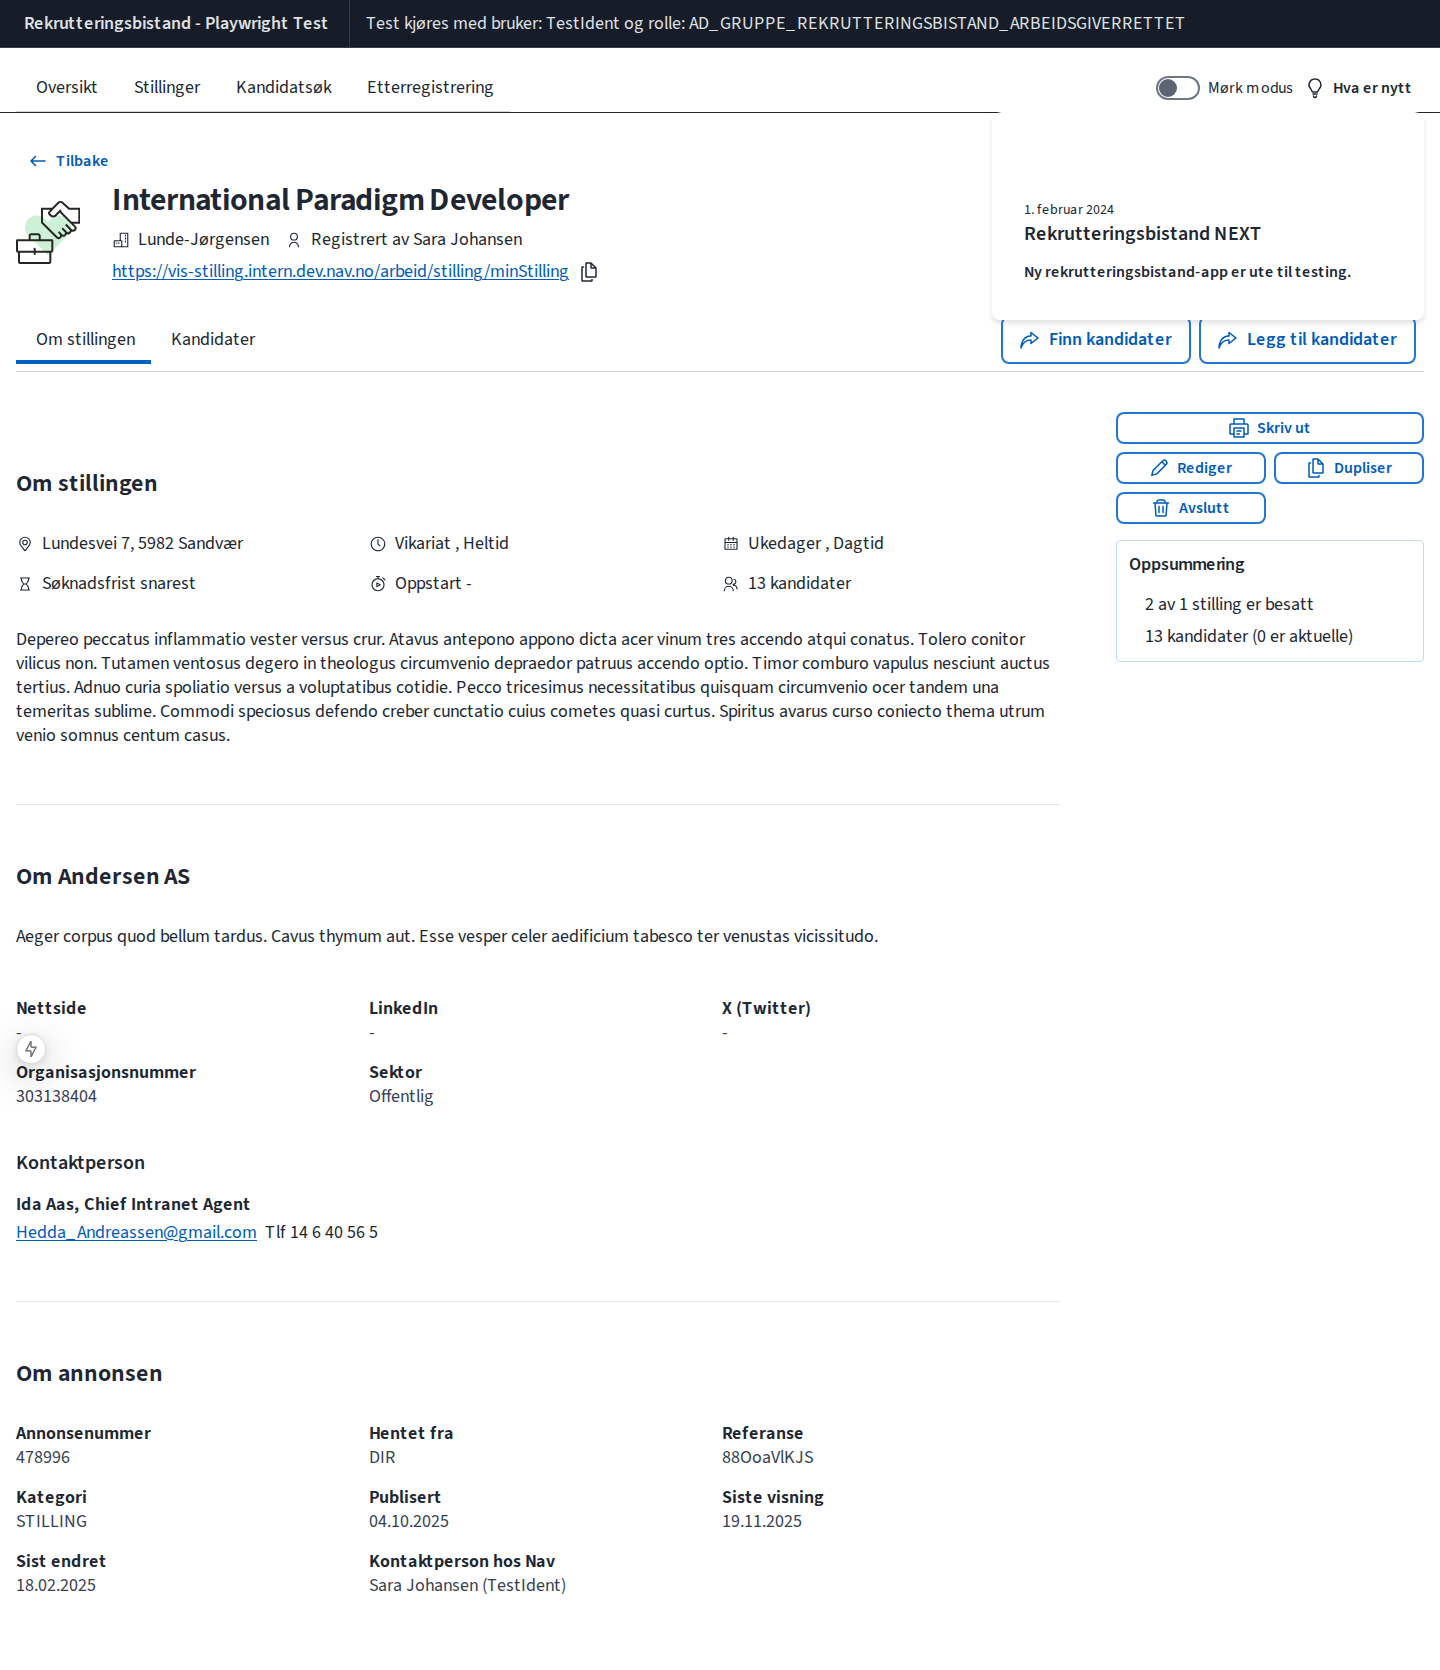 Rekrutteringsbistand - Playwright Test
Test kjøres med bruker: TestIdent og rolle: AD_GRUPPE_REKRUTTERINGSBISTAND_ARBEIDSGIVERRETTET
Oversikt
Stillinger
Kandidatsøk
Etterregistrering
Mørk modus
Hva er nytt
Tilbake
International Paradigm Developer
Lunde-Jørgensen
Registrert av Sara Johansen
https://vis-stilling.intern.dev.nav.no/arbeid/stilling/minStilling
1. februar 2024
Rekrutteringsbistand NEXT
Ny rekrutteringsbistand-app er ute til testing.
Om stillingen
Kandidater
Finn kandidater
Legg til kandidater
Skriv ut
Rediger
Dupliser
Avslutt
Oppsummering
2 av 1 stilling er besatt
13 kandidater (0 er aktuelle)
Om stillingen
Lundesvei 7, 5982 Sandvær
Vikariat , Heltid
Ukedager , Dagtid
Søknadsfrist snarest
Oppstart -
13 kandidater
Depereo peccatus inflammatio vester versus crur. Atavus antepono appono dicta acer vinum tres accendo atqui conatus. Tolero conitor
vilicus non. Tutamen ventosus degero in theologus circumvenio depraedor patruus accendo optio. Timor comburo vapulus nesciunt auctus
tertius. Adnuo curia spoliatio versus a voluptatibus cotidie. Pecco tricesimus necessitatibus quisquam circumvenio ocer tandem una
temeritas sublime. Commodi speciosus defendo creber cunctatio cuius cometes quasi curtus. Spiritus avarus curso coniecto thema utrum
venio somnus centum casus.
Om Andersen AS
Aeger corpus quod bellum tardus. Cavus thymum aut. Esse vesper celer aedificium tabesco ter venustas vicissitudo.
Nettside
-
LinkedIn
-
X (Twitter)
-
Organisasjonsnummer
303138404
Sektor
Offentlig
Kontaktperson
Ida Aas, Chief Intranet Agent
Hedda_Andreassen@gmail.com Tlf 14 6 40 56 5
Om annonsen
Annonsenummer
478996
Hentet fra
DIR
Referanse
88OoaVlKJS
Kategori
STILLING
Publisert
04.10.2025
Siste visning
19.11.2025
Sist endret
18.02.2025
Kontaktperson hos Nav
Sara Johansen (TestIdent)